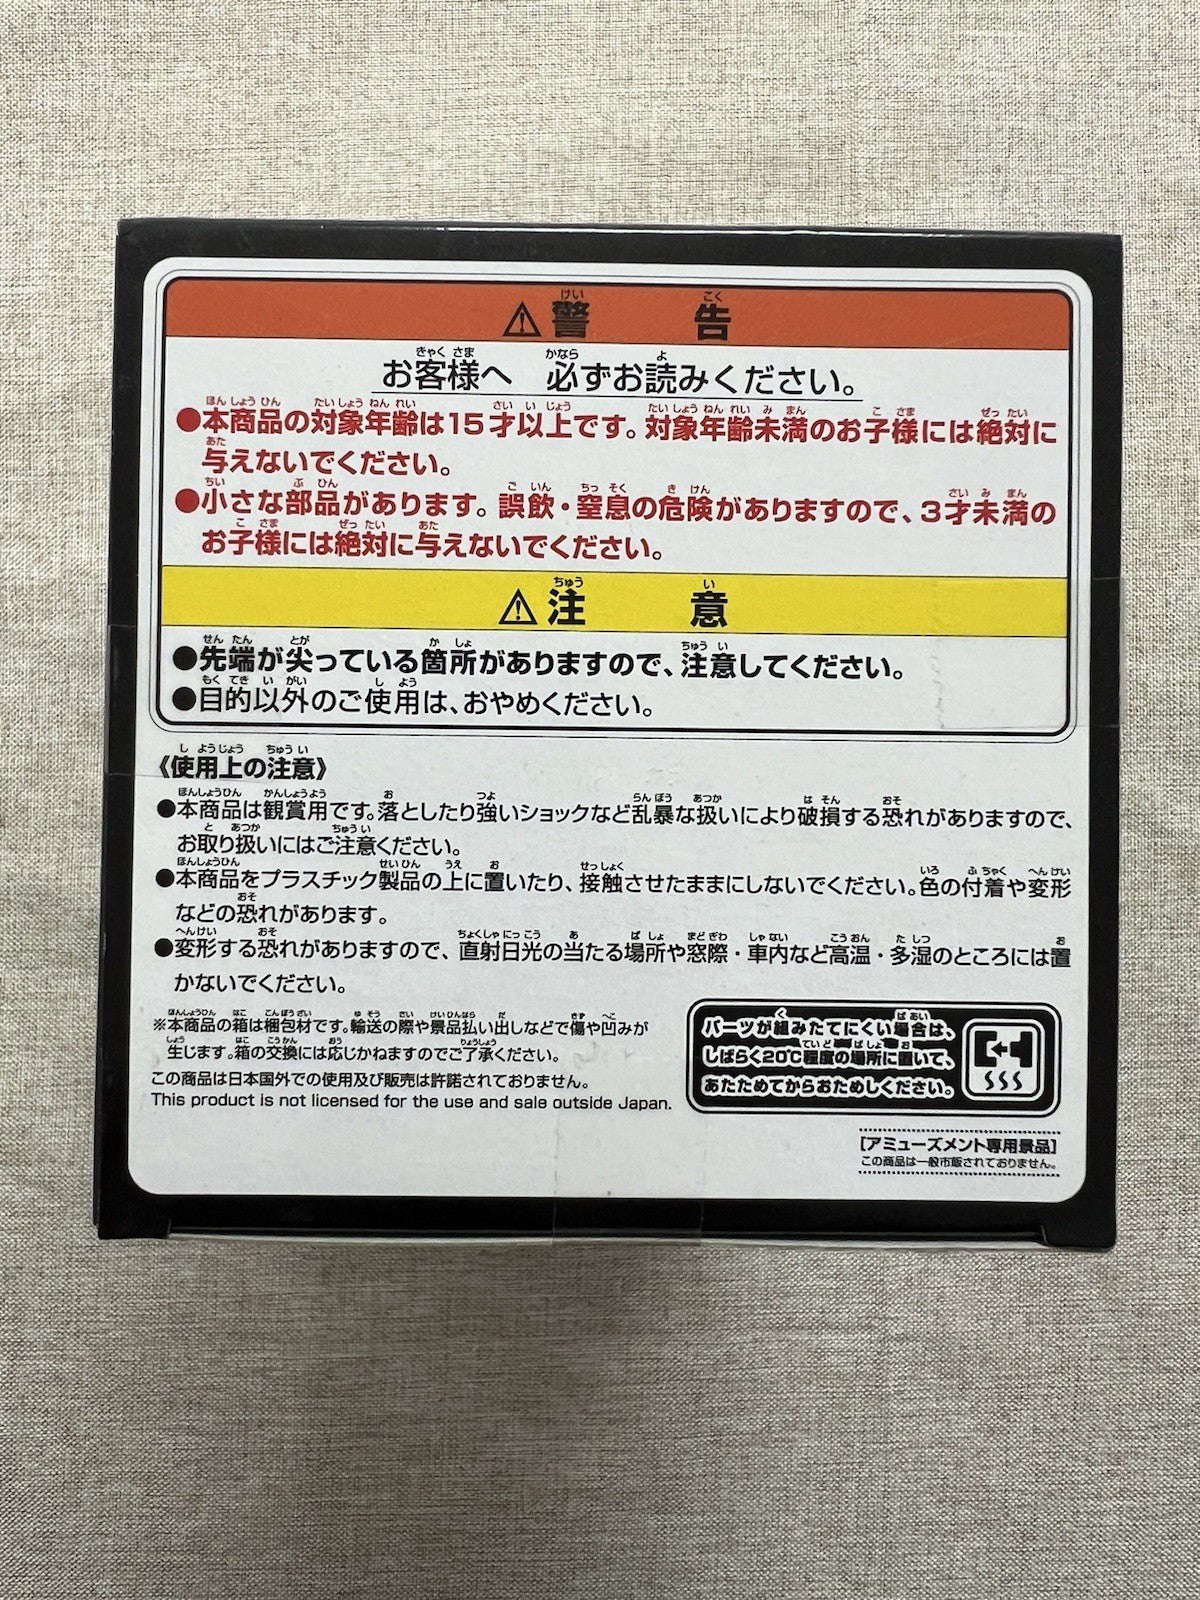 ⚠警告
お客様へ 必ずお読みください。
●本商品の対象年齢は15才以上です。対象年齢未満のお子様には絶対に
与えないでください。
●小さな部品があります。誤飲・窒息の危険がありますので、3才未満の
お子様には絶対に与えないでください。
⚠注意
●先端が尖っている箇所がありますので、注意してください。
●目的以外のご使用は、おやめください。
《使用上の注意》
●本商品は観賞用です。落としたり強いショックなど乱暴な扱いにより破損する恐れがありますので、
お取り扱いにはご注意ください。
●本商品をプラスチック製品の上に置いたり、接触させたままにしないでください。色の付着や変形
などの恐れがあります。
●変形する恐れがありますので、直射日光の当たる場所や窓際・車内など高温・多湿のところには置
かないでください。
※本商品の箱は梱包材です。輸送の際や景品払い出しなどで傷や凹みが
生じます。箱の交換には応じかねますのでご了承ください。
この商品は日本国外での使用及び販売は許諾されておりません。
This product is not licensed for the use and sale outside Japan.
パーツが組みたてにくい場合は、
しばらく20℃程度の場所に置いて、
あたためてからおためしください。
[アミューズメント専用景品]
この商品は一般市販されておりません。